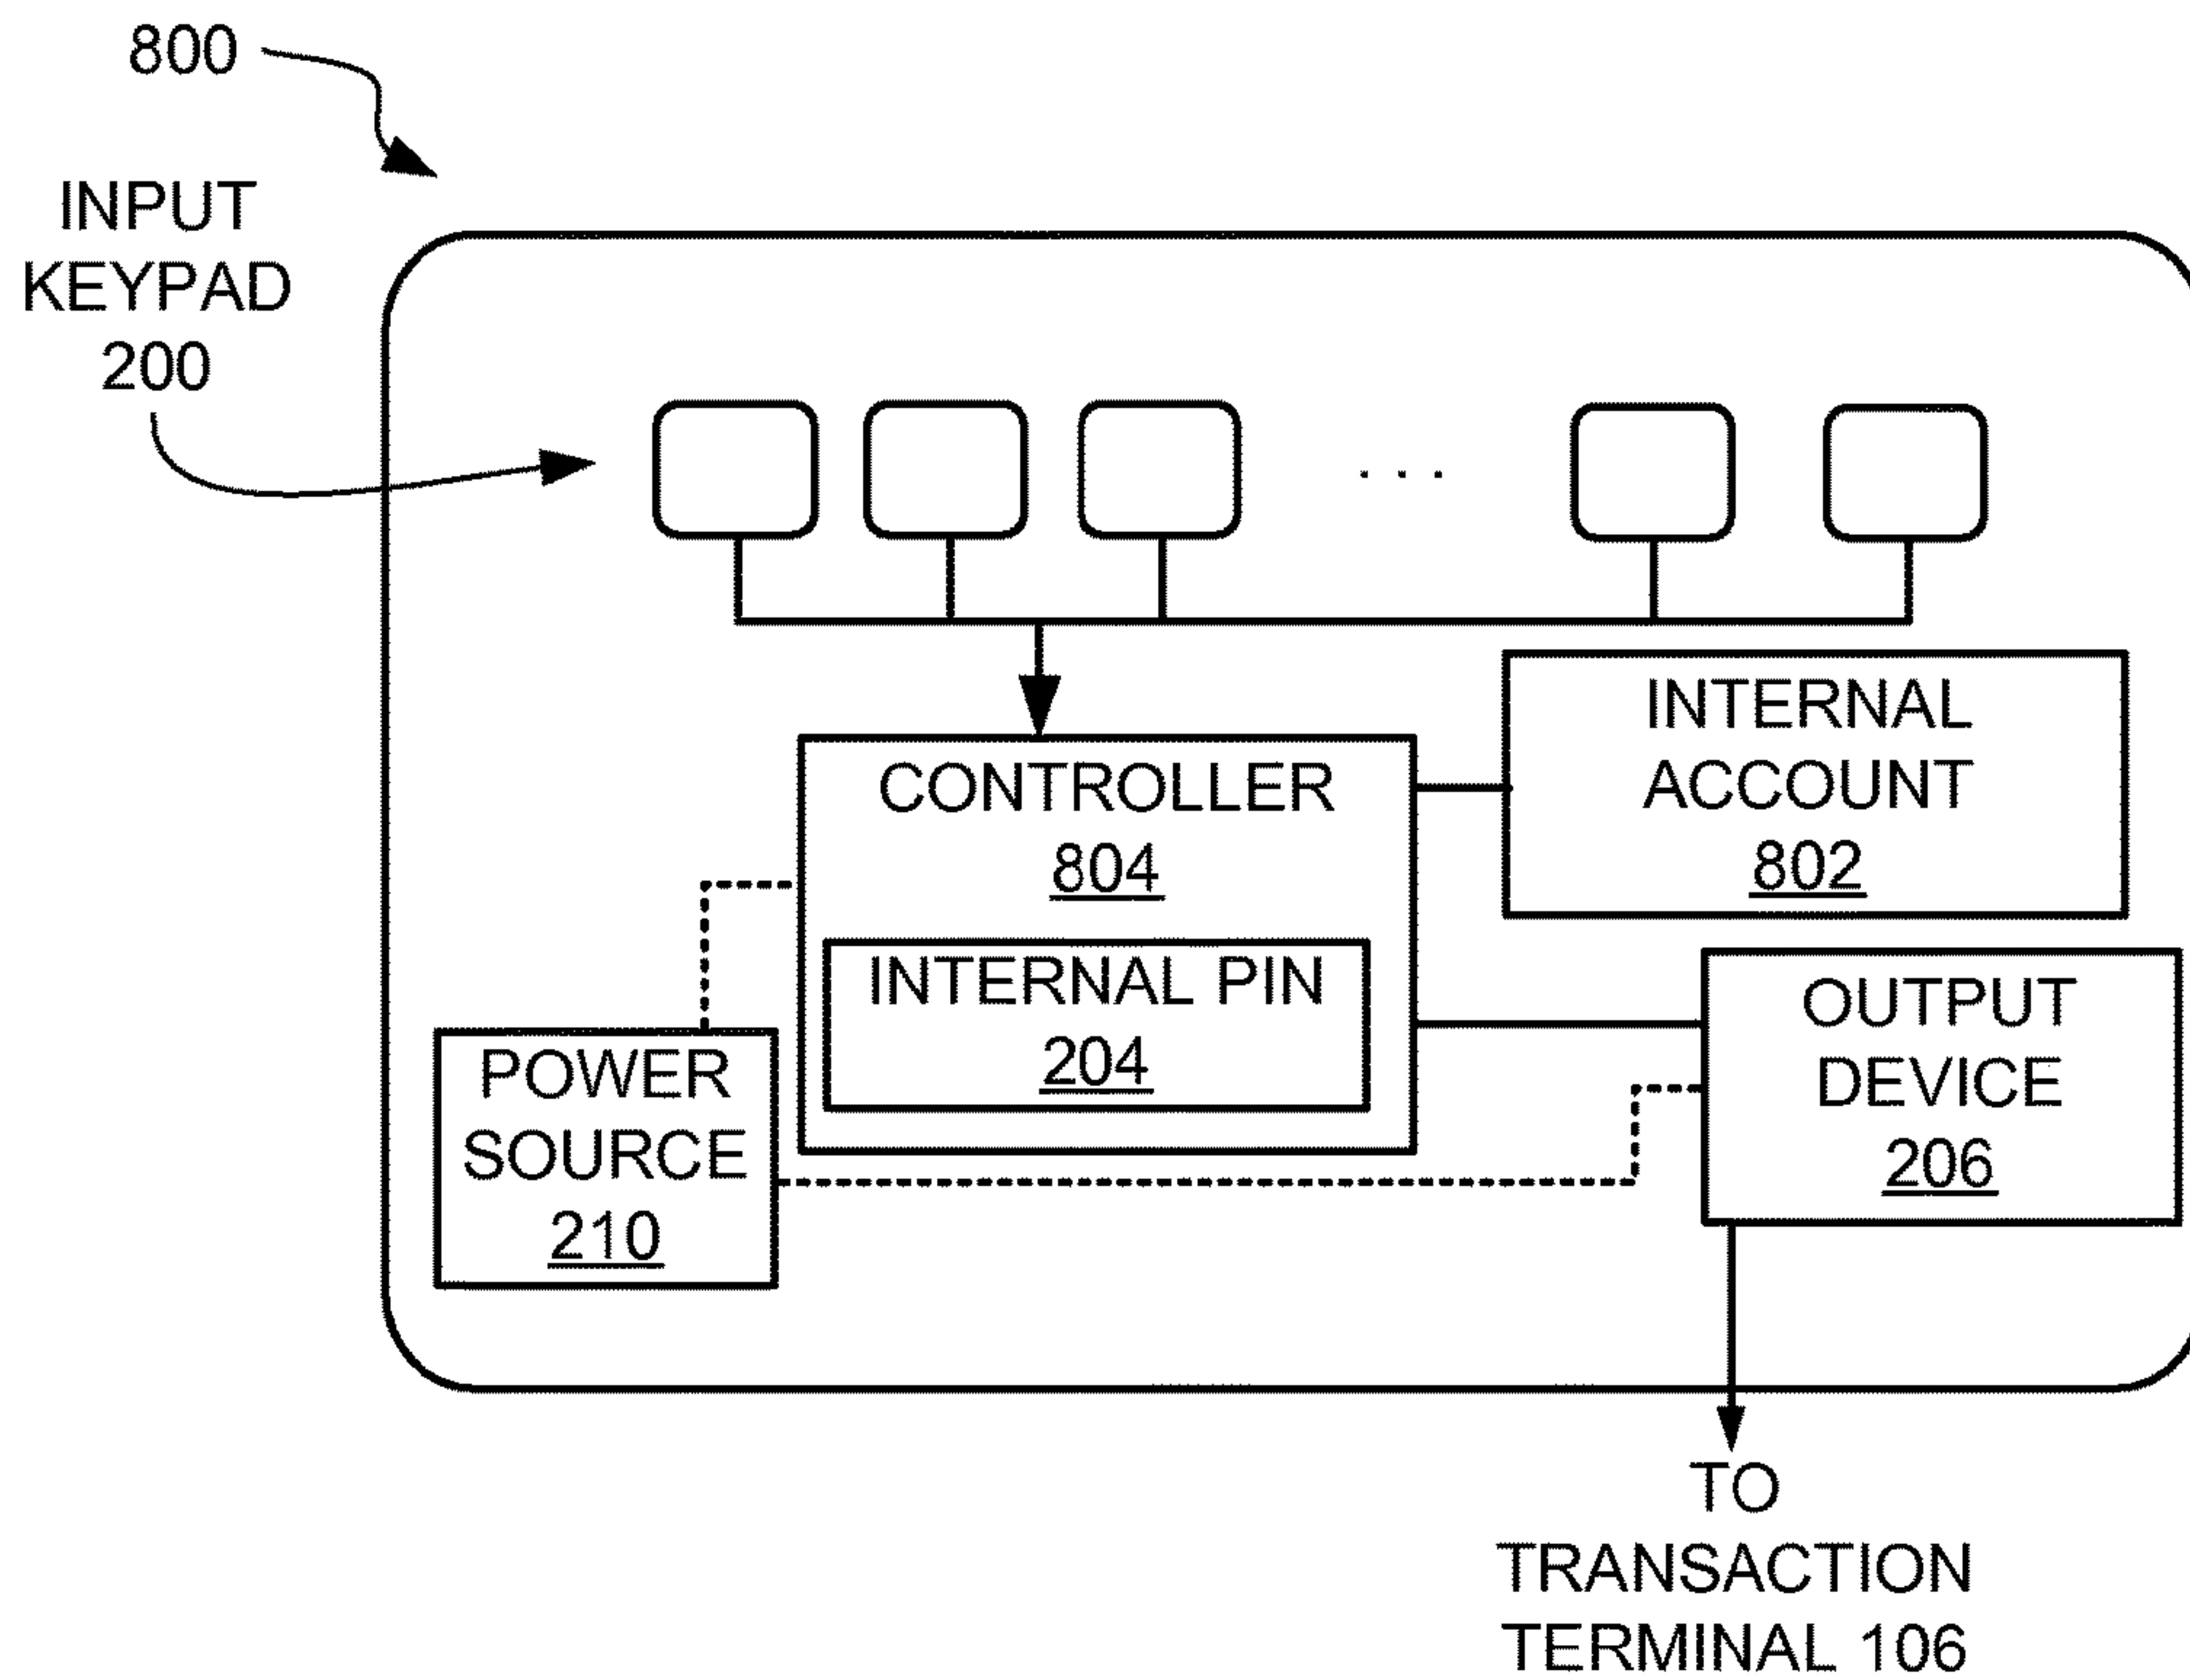 800
INPUT
KEYPAD
200
. . .
INTERNAL
ACCOUNT
802
CONTROLLER
804
INTERNAL PIN
204
OUTPUT
DEVICE
206
POWER
SOURCE
210
TO
TRANSACTION
TERMINAL 106